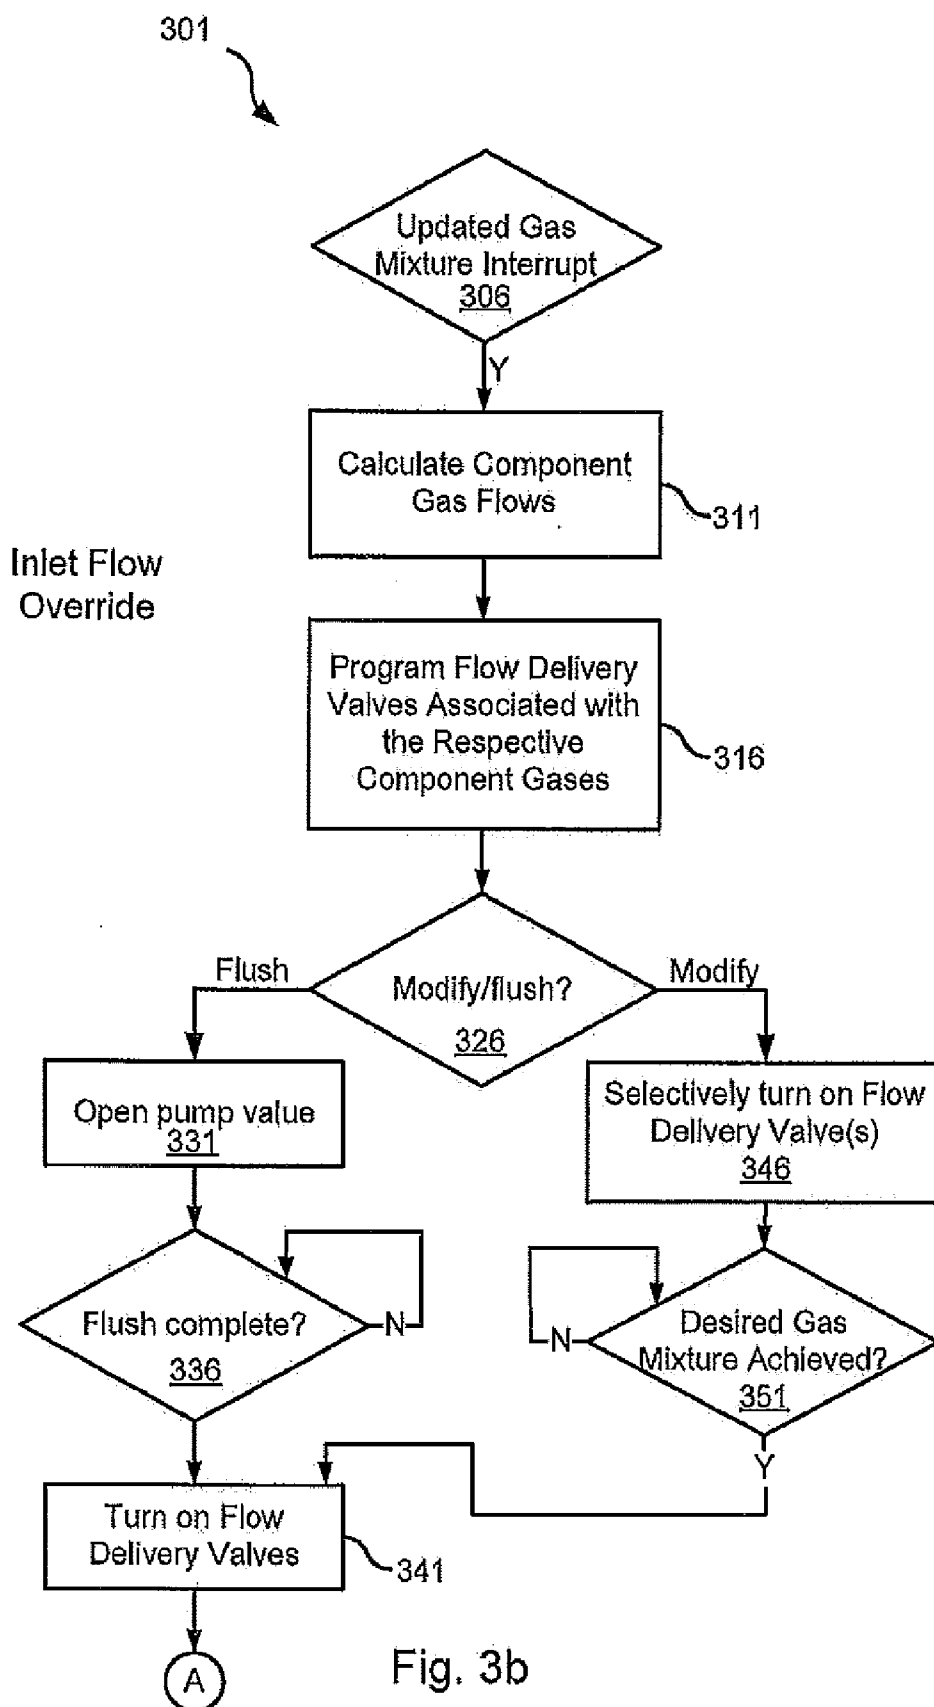 301
Updated Gas
Mixture Interrupt
306
Y
Calculate Component
Gas Flows
311
Inlet Flow
Override
Program Flow Delivery
Valves Associated with
the Respective
Component Gases
316
Flush
Modify/flush?
326
Modify
Open pump value
331
Selectively turn on Flow
Delivery Valve(s)
346
Flush complete?
336
N
N
Desired Gas
Mixture Achieved?
351
Y
Turn on Flow
Delivery Valves
341
A
Fig. 3b